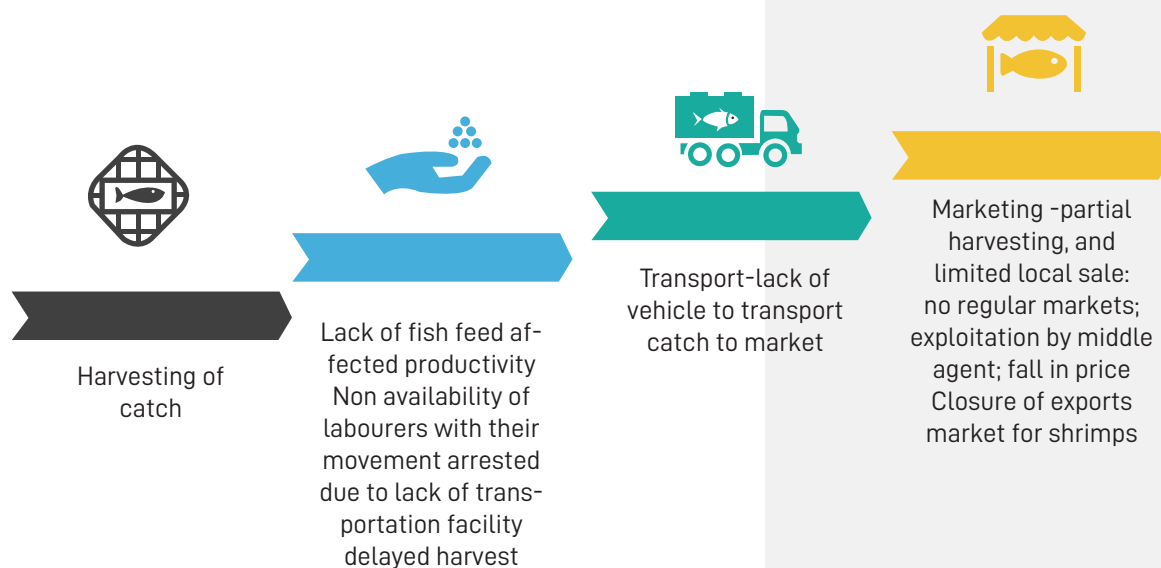 Harvesting of
catch
Lack of fish feed af-
fected productivity
Non availability of
labourers with their
movement arrested
due to lack of trans-
portation facility
delayed harvest
Transport-lack of
vehicle to transport
catch to market
Marketing -partial
harvesting, and
limited local sale:
no regular markets;
exploitation by middle
agent; fall in price
Closure of exports
market for shrimps